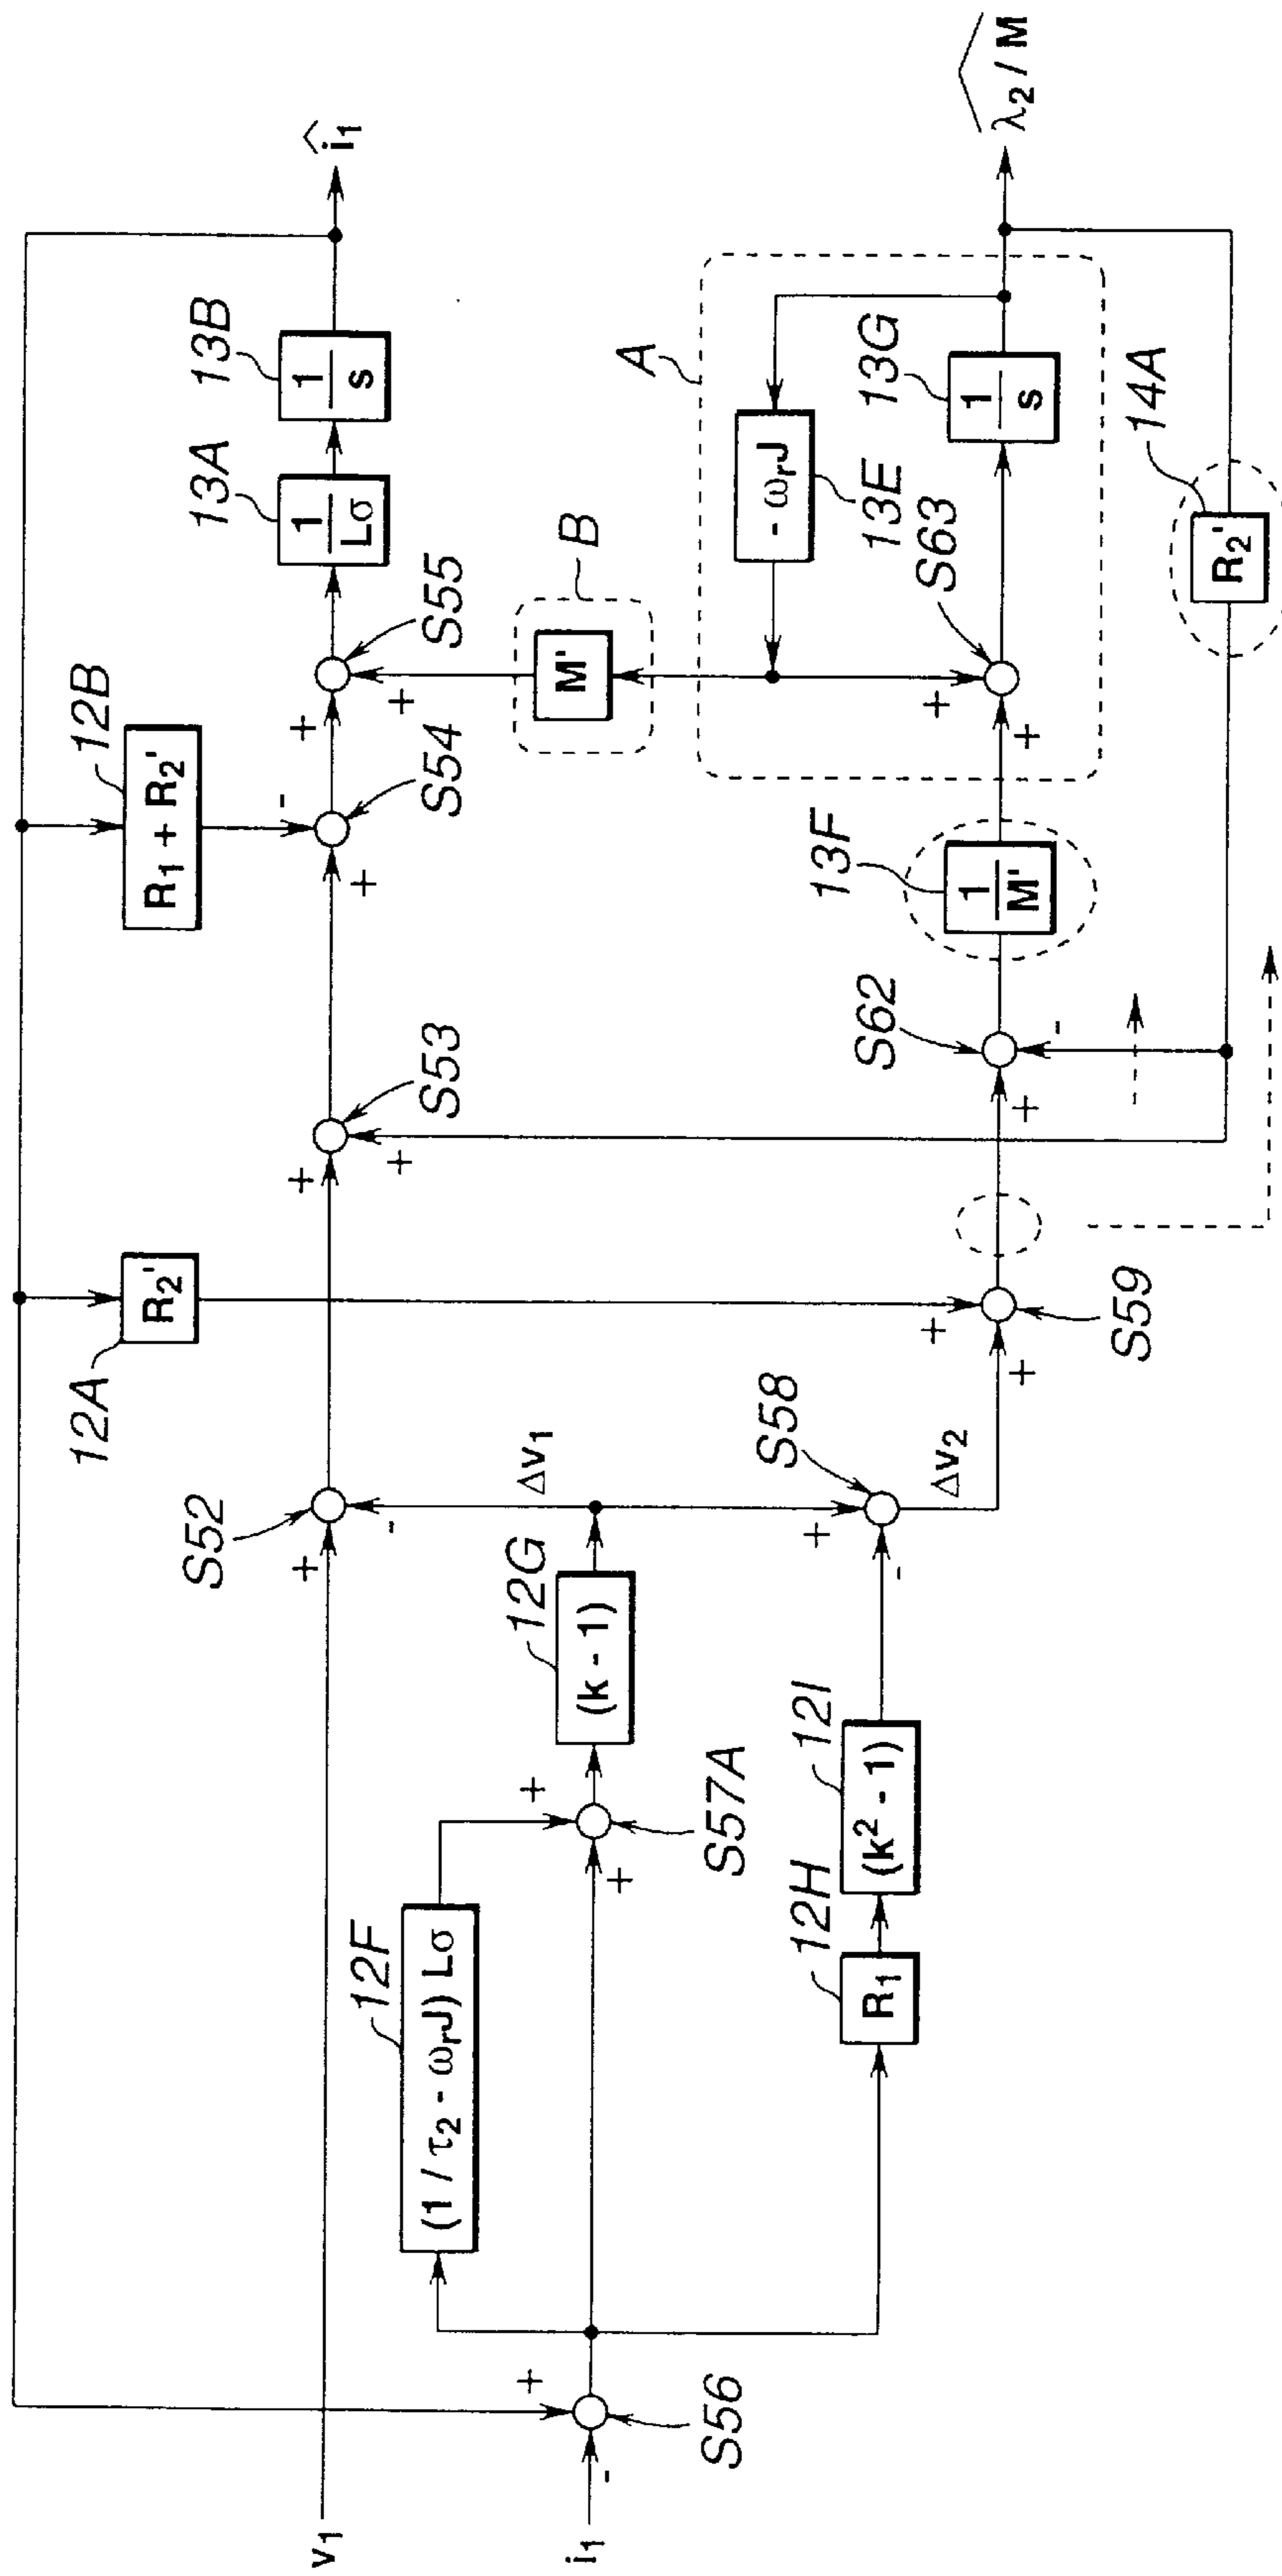 v1
i1
S56
+
-
12F
(1 / τ2 - ωrJ) Lσ
S57A
+
+
12G
(k - 1)
12H
R1
12I
(k² - 1)
S52
+
-
Δv1
S58
+
-
Δv2
12A
R2'
S59
+
+
S53
+
+
S62
+
-
12B
R1 + R2'
S54
+
-
S55
+
+
13A
1
Lσ
13B
1
s
î1
B
M'
13F
1
M'
A
- ωrJ
13E
S63
+
+
13G
1
s
14A
R2'
λ2 / M